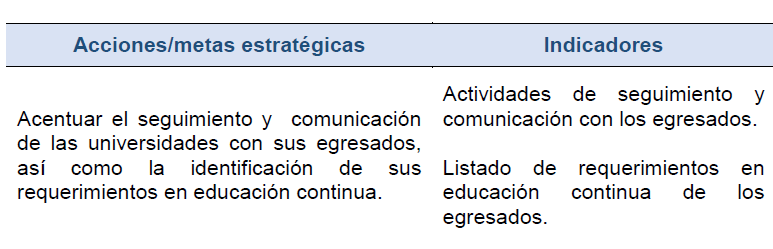 Acciones/metas estratégicas
Indicadores
Acentuar el seguimiento y comunicación
de las universidades con sus egresados,
así como la identificación de sus
requerimientos en educación continua.
Actividades de seguimiento y
comunicación con los egresados.
Listado de requerimientos en
educación continua de los
egresados.